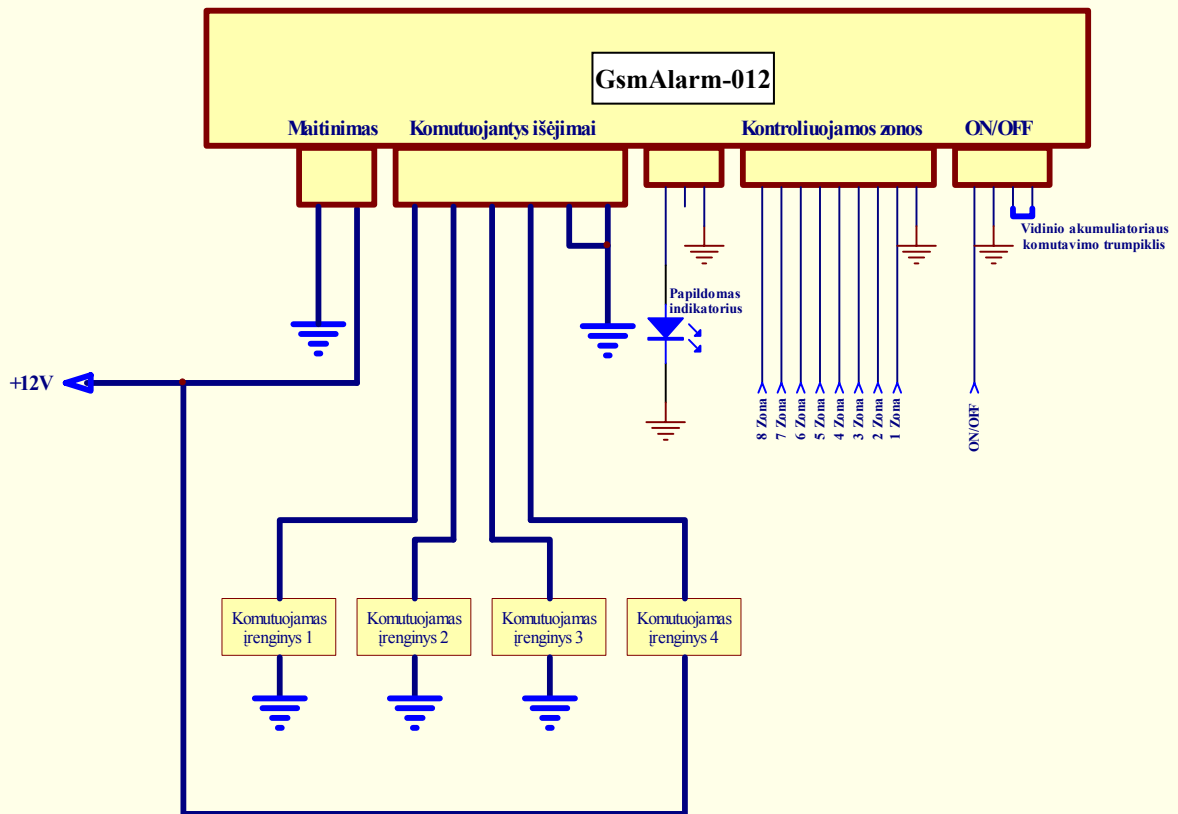 GsmAlarm-012
Maitinimas
Komutuojantys išėjimai
Kontroliuojamos zonos
ON/OFF
Vidinio akumuliatoriaus
komutavimo trumpiklis
Papildomas
indikatorius
+12V
8 Zona
7 Zona
6 Zona
5 Zona
4 Zona
3 Zona
2 Zona
1 Zona
ON/OFF
Komutuojamas
įrenginys 1
Komutuojamas
įrenginys 2
Komutuojamas
įrenginys 3
Komutuojamas
įrenginys 4